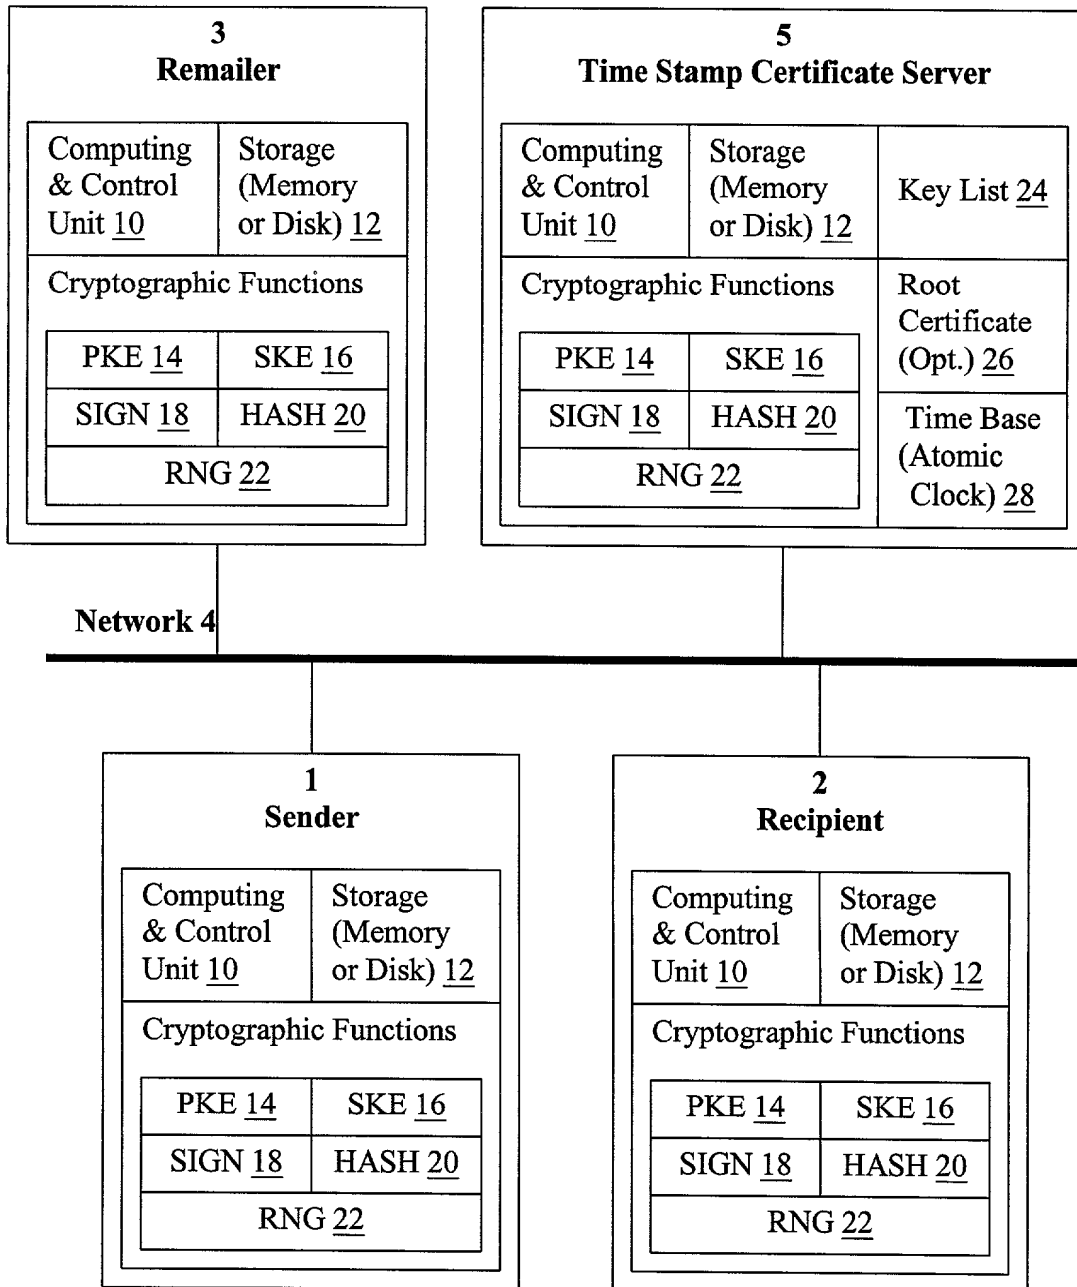 3
Remailer
Computing
& Control
Unit 10
Storage
(Memory
or Disk) 12
Cryptographic Functions
PKE 14
SKE 16
SIGN 18
HASH 20
RNG 22
5
Time Stamp Certificate Server
Computing
& Control
Unit 10
Storage
(Memory
or Disk) 12
Key List 24
Cryptographic Functions
PKE 14
SKE 16
SIGN 18
HASH 20
RNG 22
Root
Certificate
(Opt.) 26
Time Base
(Atomic
Clock) 28
Network 4
1
Sender
Computing
& Control
Unit 10
Storage
(Memory
or Disk) 12
Cryptographic Functions
PKE 14
SKE 16
SIGN 18
HASH 20
RNG 22
2
Recipient
Computing
& Control
Unit 10
Storage
(Memory
or Disk) 12
Cryptographic Functions
PKE 14
SKE 16
SIGN 18
HASH 20
RNG 22